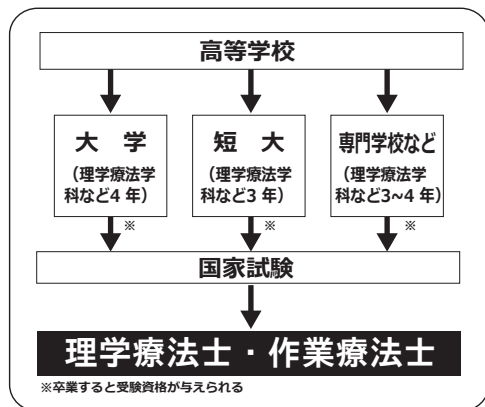 高等学校
大 学
（理学療法学
科など4 年）
短 大
（理学療法学
科など3 年）
専門学校など
（理学療法学
科など3~4 年）
※ ※ ※
国家試験
理学療法士・作業療法士
※卒業すると受験資格が与えられる